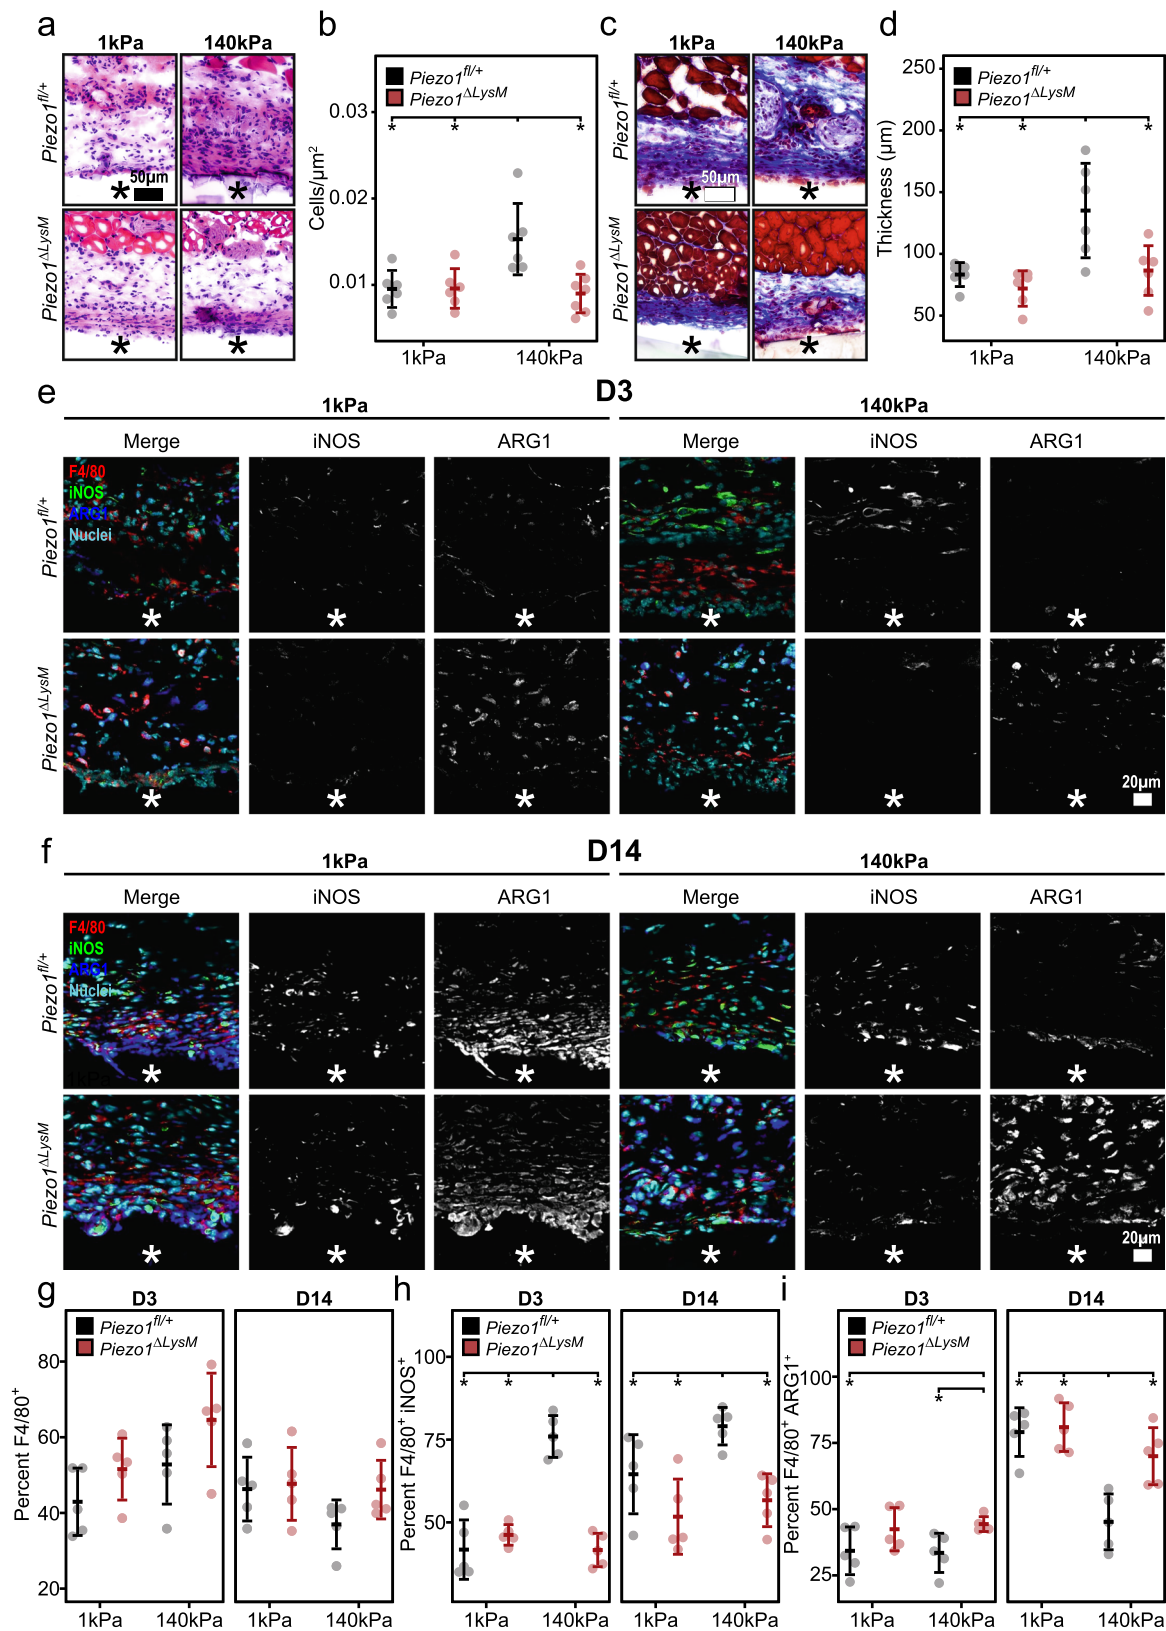 a
1kPa
140kPa
Piezo1fl/+
50µm
*
*
Piezo1ΔLysM
*
*
b
Piezo1fl/+
Piezo1ΔLysM
Cells/µm2
0.03
0.02
0.01
* * *
1kPa
140kPa
c
1kPa
140kPa
Piezo1fl/+
50µm
*
*
Piezo1ΔLysM
*
*
d
Piezo1fl/+
Piezo1ΔLysM
Thickness (µm)
250
200
150
100
50
* * *
1kPa
140kPa
e
D3
1kPa
140kPa
Merge
iNOS
ARG1
Merge
iNOS
ARG1
Piezo1fl/+
F4/80
iNOS
ARG1
Nuclei
* * * * * *
Piezo1ΔLysM
20µm
* * * * * *
f
D14
1kPa
140kPa
Merge
iNOS
ARG1
Merge
iNOS
ARG1
Piezo1fl/+
F4/80
iNOS
ARG1
Nuclei
1kPa
* * * * * *
Piezo1ΔLysM
20µm
* * * * * *
g
D3
D14
Piezo1fl/+
Piezo1ΔLysM
Percent F4/80+
80
60
40
20
1kPa
140kPa
1kPa
140kPa
h
D3
D14
Piezo1fl/+
Piezo1ΔLysM
Percent F4/80+ iNOS+
100
75
50
* * *
* * *
1kPa
140kPa
1kPa
140kPa
i
D3
D14
Piezo1fl/+
Piezo1ΔLysM
Percent F4/80+ ARG1+
100
75
50
25
* *
* * *
1kPa
140kPa
1kPa
140kPa